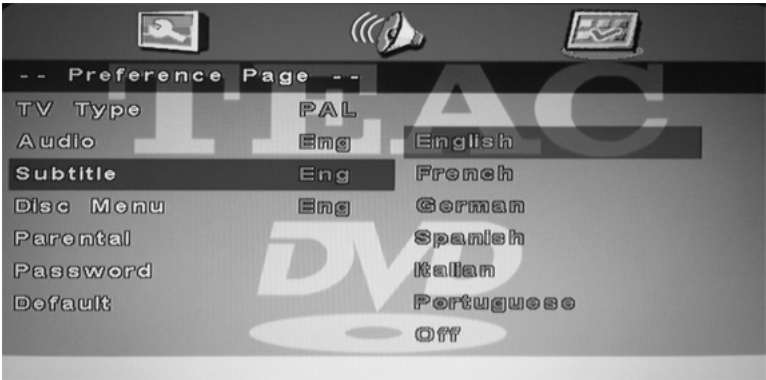 TEAC
-- Preference Page --
TV Type PAL
Audio Eng English
Subtitle Eng French
Disc Menu Eng German
Parental Spanish
Password Italian
Default Portuguese
Off
DVD